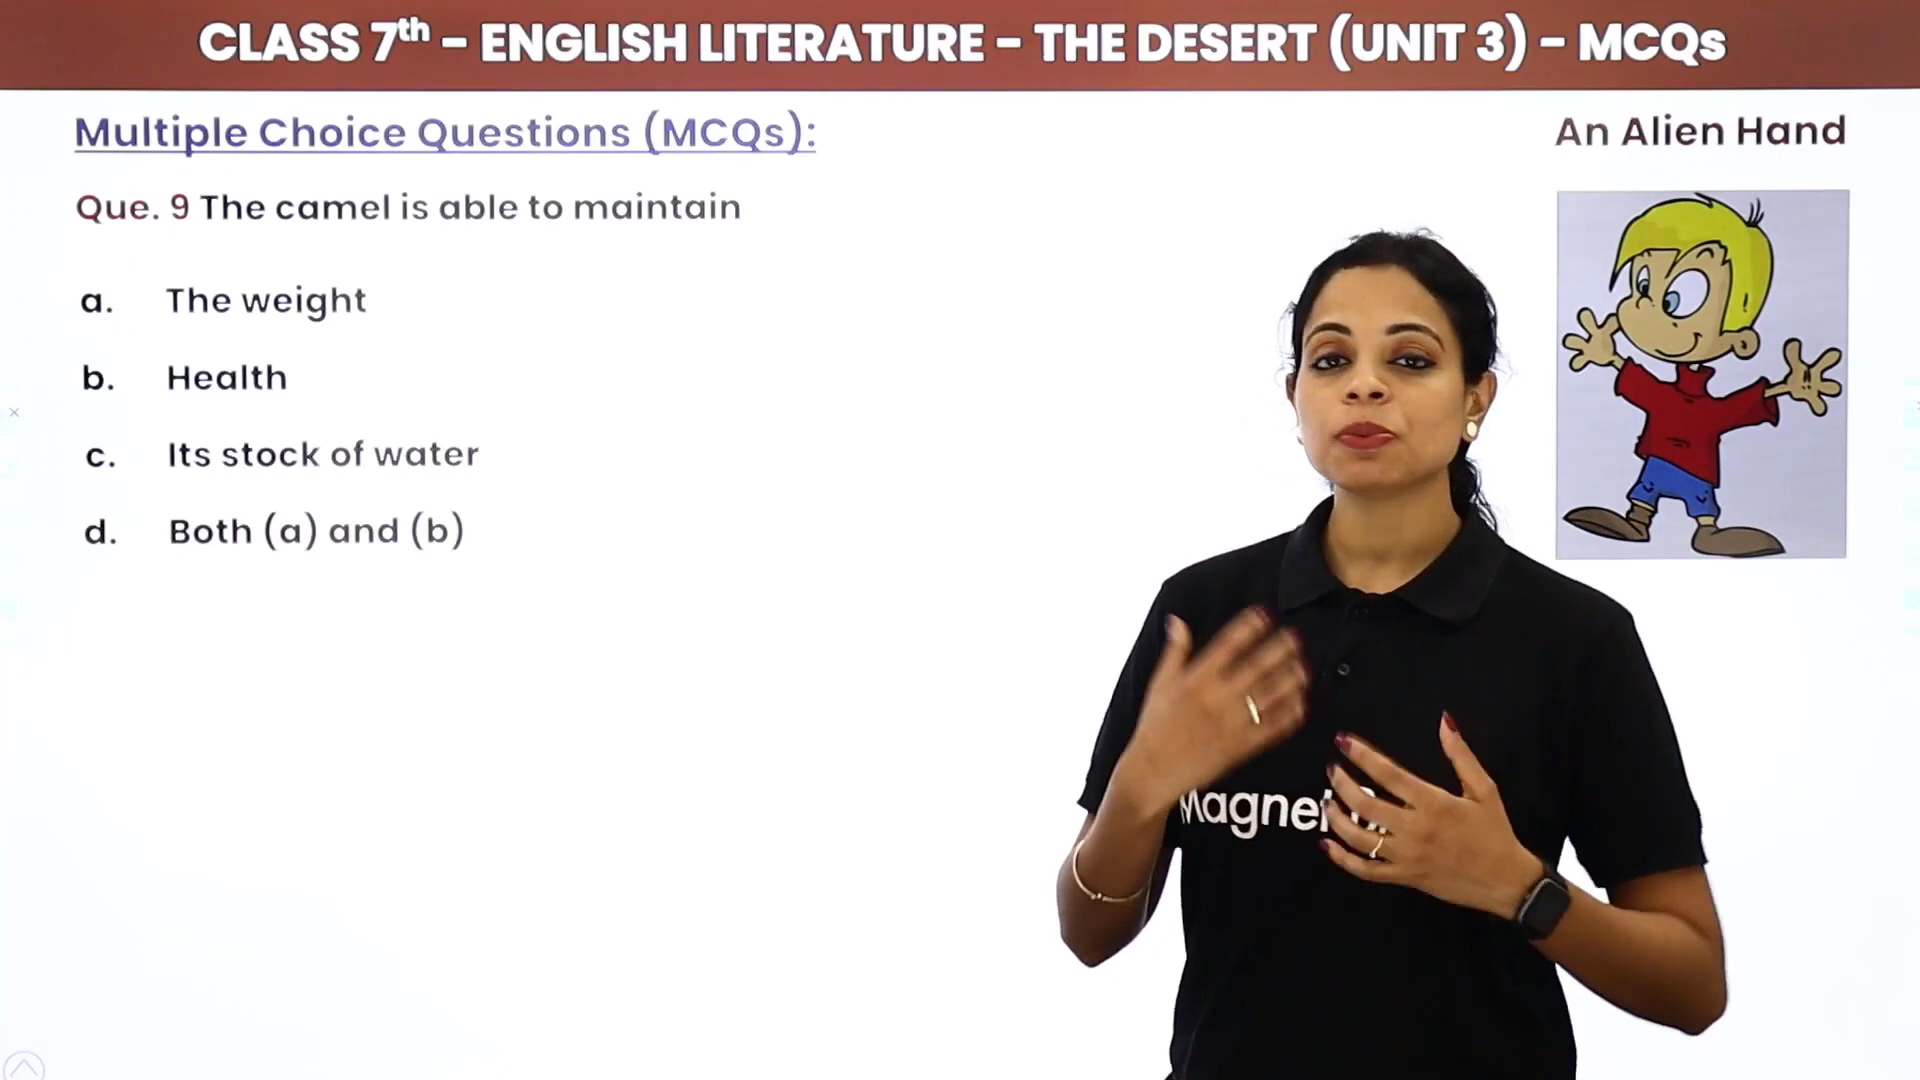 CLASS 7th - ENGLISH LITERATURE - THE DESERT (UNIT 3) - MCQs
Multiple Choice Questions (MCQs):
An Alien Hand
Que. 9 The camel is able to maintain
a. The weight
b. Health
c. Its stock of water
d. Both (a) and (b)